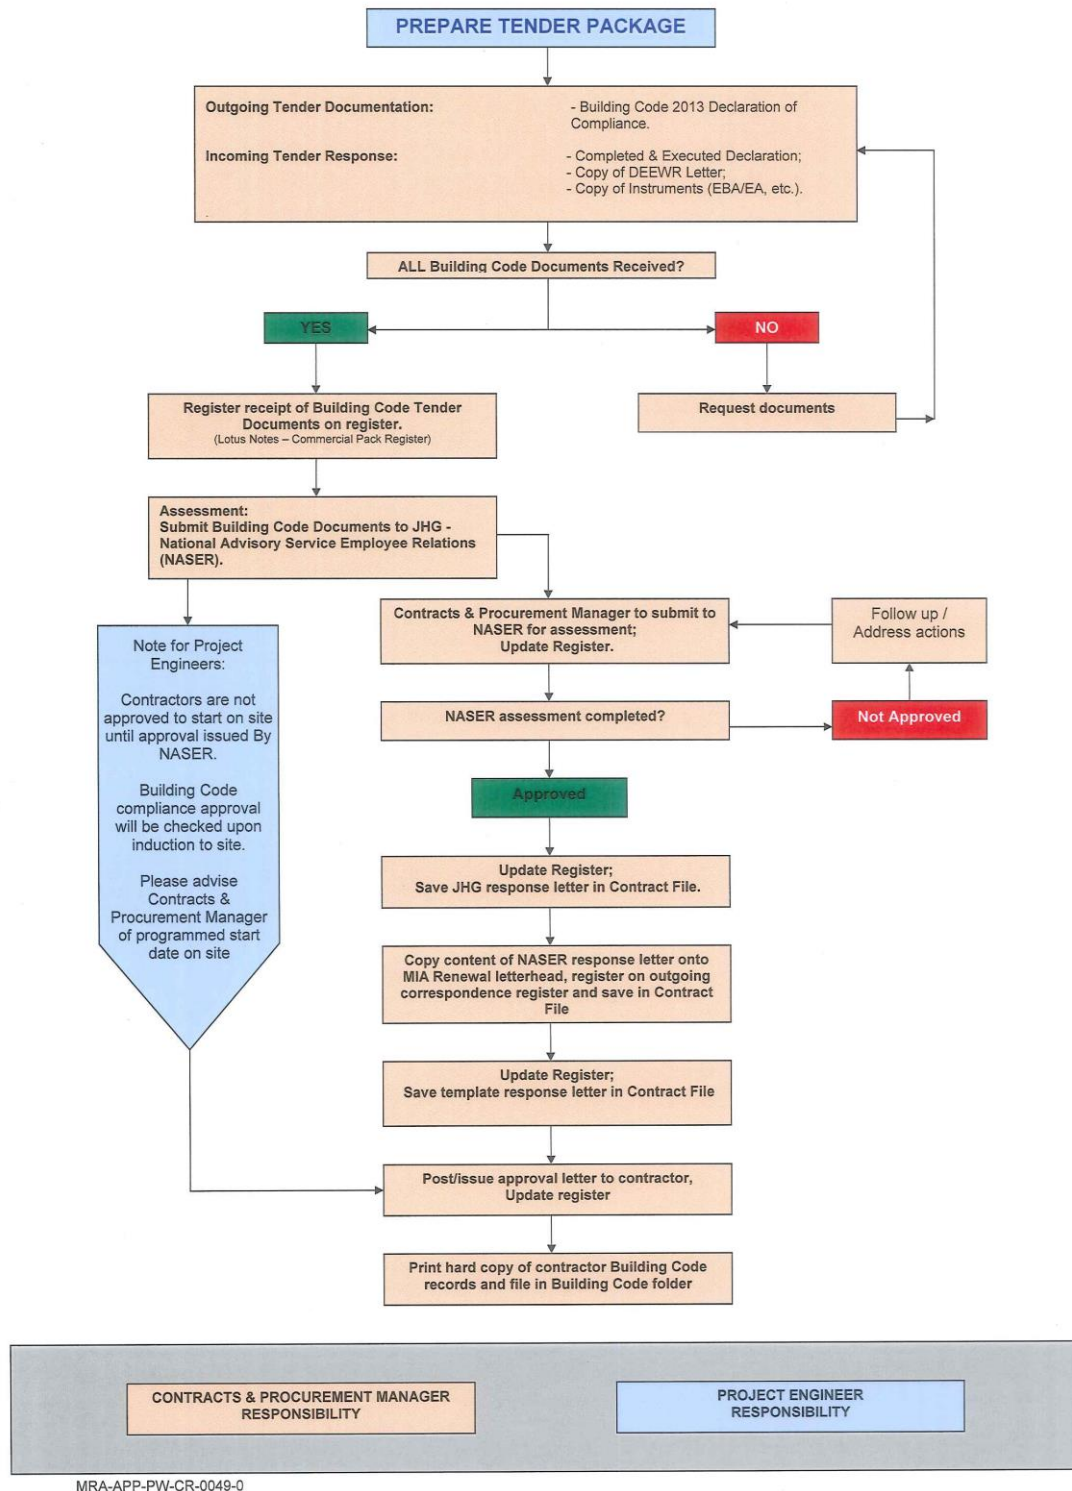 PREPARE TENDER PACKAGE
Outgoing Tender Documentation:
- Building Code 2013 Declaration of
Compliance.
Incoming Tender Response:
- Completed & Executed Declaration;
- Copy of DEEWR Letter;
- Copy of Instruments (EBA/EA, etc.).
ALL Building Code Documents Received?
YES
NO
Register receipt of Building Code Tender
Documents on register.
(Lotus Notes – Commercial Pack Register)
Request documents
Assessment:
Submit Building Code Documents to JHG -
National Advisory Service Employee Relations
(NASER).
Contracts & Procurement Manager to submit to
NASER for assessment;
Update Register.
Follow up /
Address actions
Note for Project
Engineers:
Contractors are not
approved to start on site
until approval issued By
NASER.
Building Code
compliance approval
will be checked upon
induction to site.
Please advise
Contracts &
Procurement Manager
of programmed start
date on site
NASER assessment completed?
Not Approved
Approved
Update Register;
Save JHG response letter in Contract File.
Copy content of NASER response letter onto
MIA Renewal letterhead, register on outgoing
correspondence register and save in Contract
File
Update Register;
Save template response letter in Contract File
Post/issue approval letter to contractor,
Update register
Print hard copy of contractor Building Code
records and file in Building Code folder
CONTRACTS & PROCUREMENT MANAGER
RESPONSIBILITY
PROJECT ENGINEER
RESPONSIBILITY
MRA-APP-PW-CR-0049-0